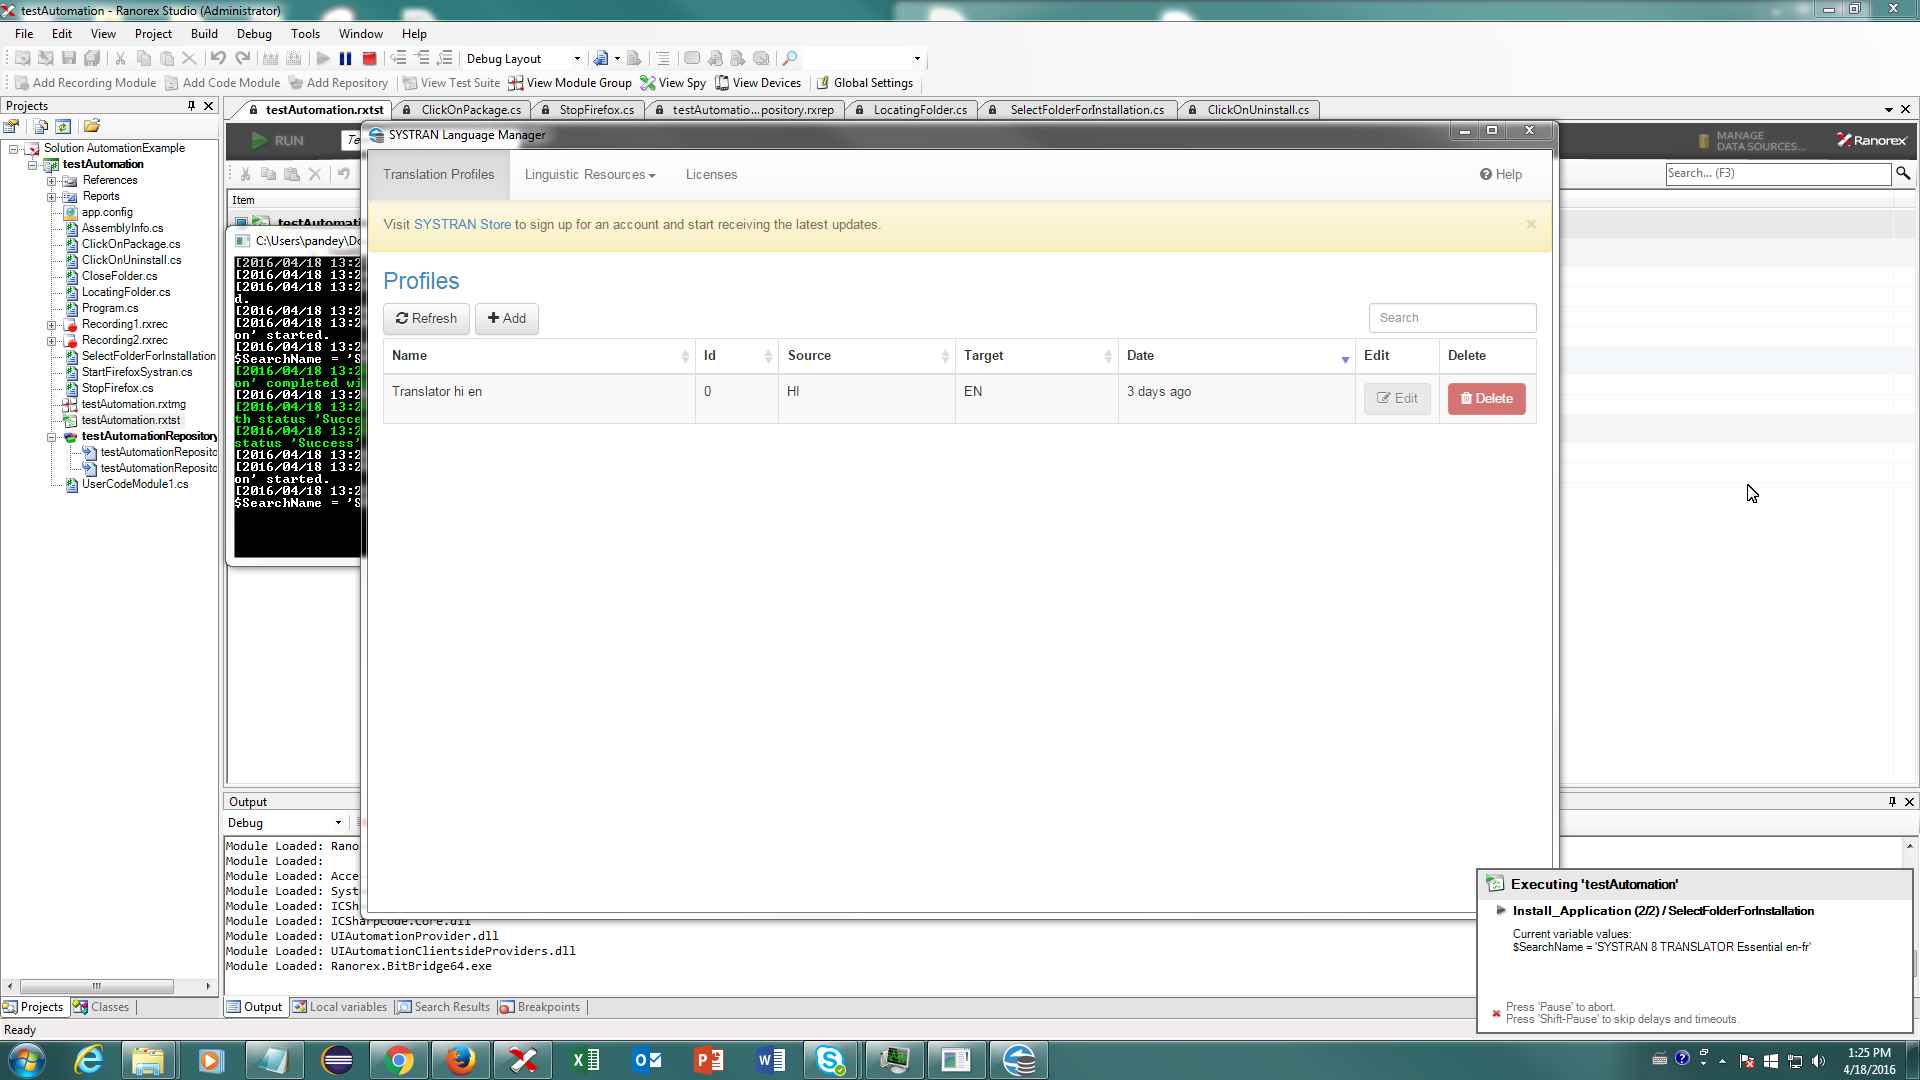 testAutomation - Ranorex Studio (Administrator)
File Edit View Project Build Debug Tools Window Help
Debug Layout
Add Recording Module Add Code Module Add Repository View Test Suite View Module Group View Spy View Devices Global Settings
Projects
testAutomation.rxtst ClickOnPackage.cs StopFirefox.cs testAutomatio...pository.rxrep LocatingFolder.cs SelectFolderForInstallation.cs ClickOnUninstall.cs
Solution AutomationExample
testAutomation
References
Reports
app.config
AssemblyInfo.cs
ClickOnPackage.cs
ClickOnUninstall.cs
CloseFolder.cs
LocatingFolder.cs
Program.cs
Recording1.rxrec
Recording2.rxrec
SelectFolderForInstallation
StartFirefoxSystran.cs
StopFirefox.cs
testAutomation.rxtmg
testAutomation.rxtst
testAutomationRepository
testAutomationReposito
testAutomationReposito
UserCodeModule1.cs
RUN Te
MANAGE
DATA SOURCES...
Ranorex
Search... (F3)
Item
testAutomat
C:\Users\pandey\Do
[2016/04/18 13:2
[2016/04/18 13:2
[2016/04/18 13:2
d.
[2016/04/18 13:2
[2016/04/18 13:2
on' started.
[2016/04/18 13:2
$SearchName = 'S
[2016/04/18 13:2
on' completed wi
[2016/04/18 13:2
th status 'Succe
[2016/04/18 13:2
status 'Success'
[2016/04/18 13:2
[2016/04/18 13:2
on' started.
[2016/04/18 13:2
$SearchName = 'S
SYSTRAN Language Manager
Translation Profiles Linguistic Resources Licenses Help
Visit SYSTRAN Store to sign up for an account and start receiving the latest updates. ×
Profiles
Refresh Add Search
Name Id Source Target Date Edit Delete
Translator hi en 0 HI EN 3 days ago Edit Delete
Output
Debug
Module Loaded: Rano
Module Loaded:
Module Loaded: Acce
Module Loaded: Syst
Module Loaded: ICSh
Module Loaded: ICSharpCode.Core.dll
Module Loaded: UIAutomationProvider.dll
Module Loaded: UIAutomationClientsideProviders.dll
Module Loaded: Ranorex.BitBridge64.exe
Executing 'testAutomation'
Install_Application (2/2) / SelectFolderForInstallation
Current variable values:
$SearchName = 'SYSTRAN 8 TRANSLATOR Essential en-fr'
Press 'Pause' to abort.
Press 'Shift-Pause' to skip delays and timeouts.
Projects Classes
Output Local variables Search Results Breakpoints
Ready
1:25 PM
4/18/2016